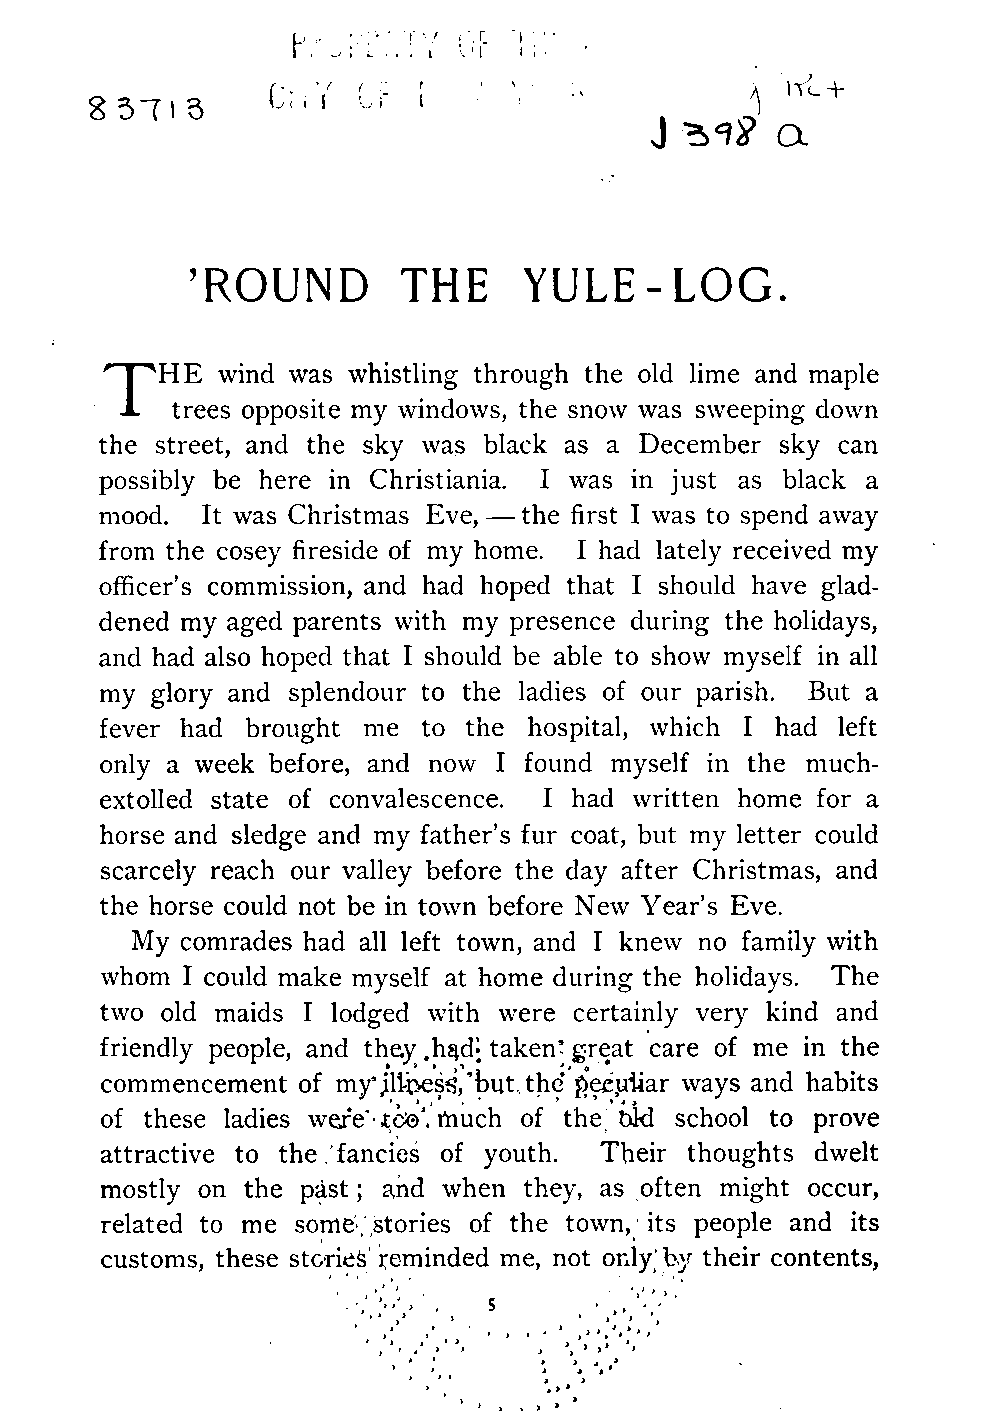 PROPERTY OF THE
CITY OF
83713
J 398 a
'ROUND THE YULE-LOG.
THE wind was whistling through the old lime and maple
trees opposite my windows, the snow was sweeping down
the street, and the sky was black as a December sky can
possibly be here in Christiania. I was in just as black a
mood. It was Christmas Eve, — the first I was to spend away
from the cosey fireside of my home. I had lately received my
officer's commission, and had hoped that I should have glad-
dened my aged parents with my presence during the holidays,
and had also hoped that I should be able to show myself in all
my glory and splendour to the ladies of our parish. But a
fever had brought me to the hospital, which I had left
only a week before, and now I found myself in the much-
extolled state of convalescence. I had written home for a
horse and sledge and my father's fur coat, but my letter could
scarcely reach our valley before the day after Christmas, and
the horse could not be in town before New Year's Eve.
My comrades had all left town, and I knew no family with
whom I could make myself at home during the holidays. The
two old maids I lodged with were certainly very kind and
friendly people, and they had taken great care of me in the
commencement of my illness, but the peculiar ways and habits
of these ladies were too much of the old school to prove
attractive to the fancies of youth. Their thoughts dwelt
mostly on the past; and when they, as often might occur,
related to me some stories of the town, its people and its
customs, these stories reminded me, not only by their contents,
5